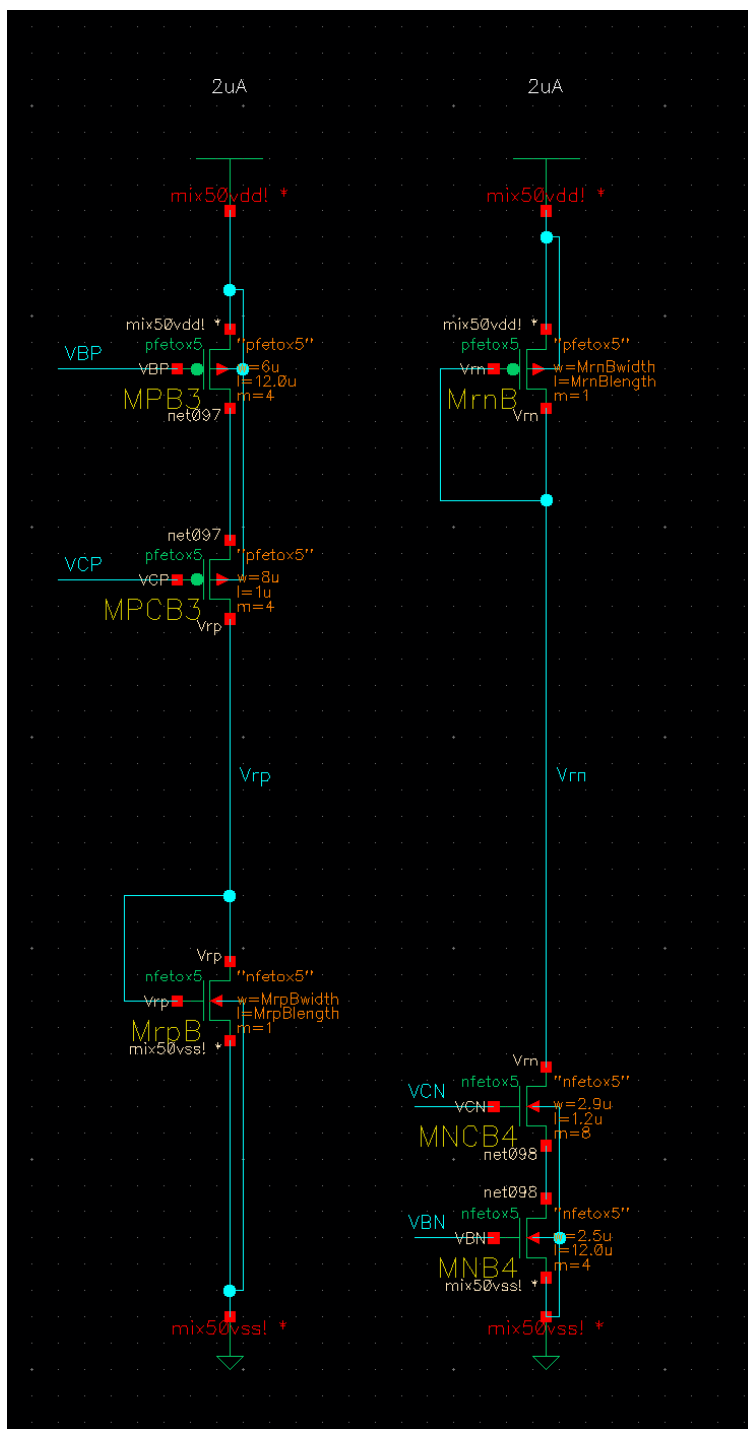 2uA
2uA
mix50vdd! *
mix50vdd! *
mix50vdd! *
mix50vdd! *
pfetox5
"pfetox5"
pfetox5
"pfetox5"
VBP
VBP
w=6u
l=12.0u
m=4
MPB3
net097
Vrn
w=MrnBwidth
l=MrnBlength
m=1
MrnB
Vrn
net097
pfetox5
"pfetox5"
VCP
VCP
w=8u
l=1u
m=4
MPCB3
Vrp
Vrp
Vrn
Vrp
nfetox5
"nfetox5"
Vrp
w=MrpBwidth
l=MrpBlength
m=1
MrpB
mix50vss! *
Vrn
nfetox5
"nfetox5"
VCN
VCN
w=2.9u
l=1.2u
m=8
MNCB4
net098
net098
nfetox5
"nfetox5"
VBN
VBN
w=2.5u
l=12.0u
m=4
MNB4
mix50vss! *
mix50vss! *
mix50vss! *